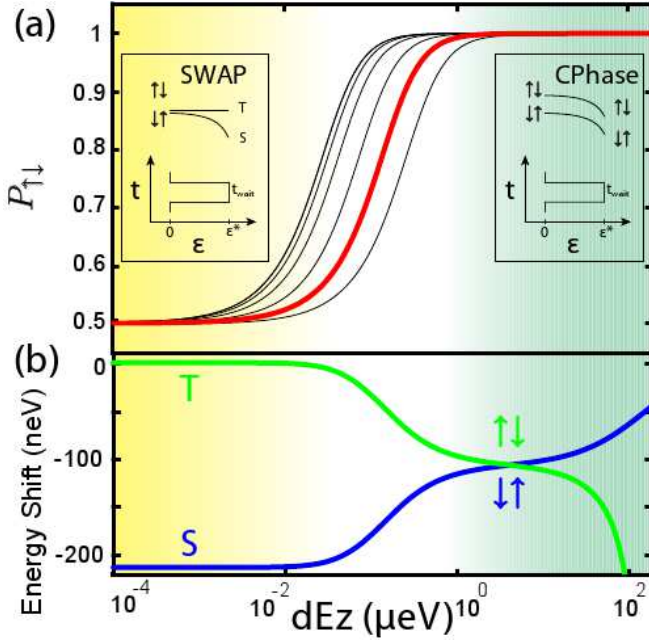 (a)
1
0.9
0.8
0.7
0.6
0.5
P↑↓
SWAP
↑↓
↓↑
T
S
t
t_wait
0
ε*
ε
CPhase
↑↓
↓↑
↑↓
↓↑
t
t_wait
0
ε*
ε
(b)
0
-100
-200
Energy Shift (neV)
T
S
↑↓
↓↑
10^-4
10^-2
10^0
10^2
dEz (μeV)